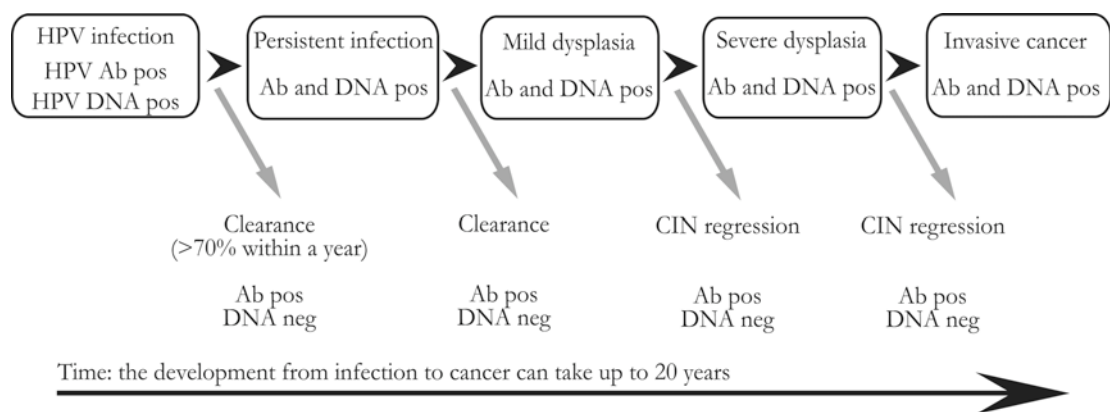 HPV infection
HPV Ab pos
HPV DNA pos
Persistent infection
Ab and DNA pos
Mild dysplasia
Ab and DNA pos
Severe dysplasia
Ab and DNA pos
Invasive cancer
Ab and DNA pos
Clearance
(>70% within a year)
Ab pos
DNA neg
Clearance
Ab pos
DNA neg
CIN regression
Ab pos
DNA neg
CIN regression
Ab pos
DNA neg
Time: the development from infection to cancer can take up to 20 years